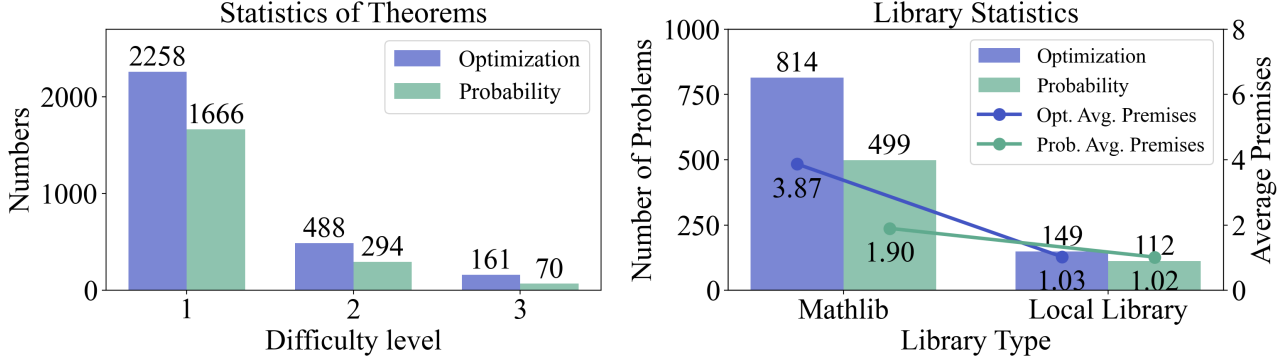 Statistics of Theorems
Numbers
2000
1000
0
2258
1666
488
294
161
70
Optimization
Probability
1
2
3
Difficulty level
Library Statistics
Number of Problems
1000
750
500
250
0
814
499
149
112
3.87
1.90
1.03
1.02
Optimization
Probability
Opt. Avg. Premises
Prob. Avg. Premises
8
6
4
2
0
Average Premises
Mathlib
Local Library
Library Type